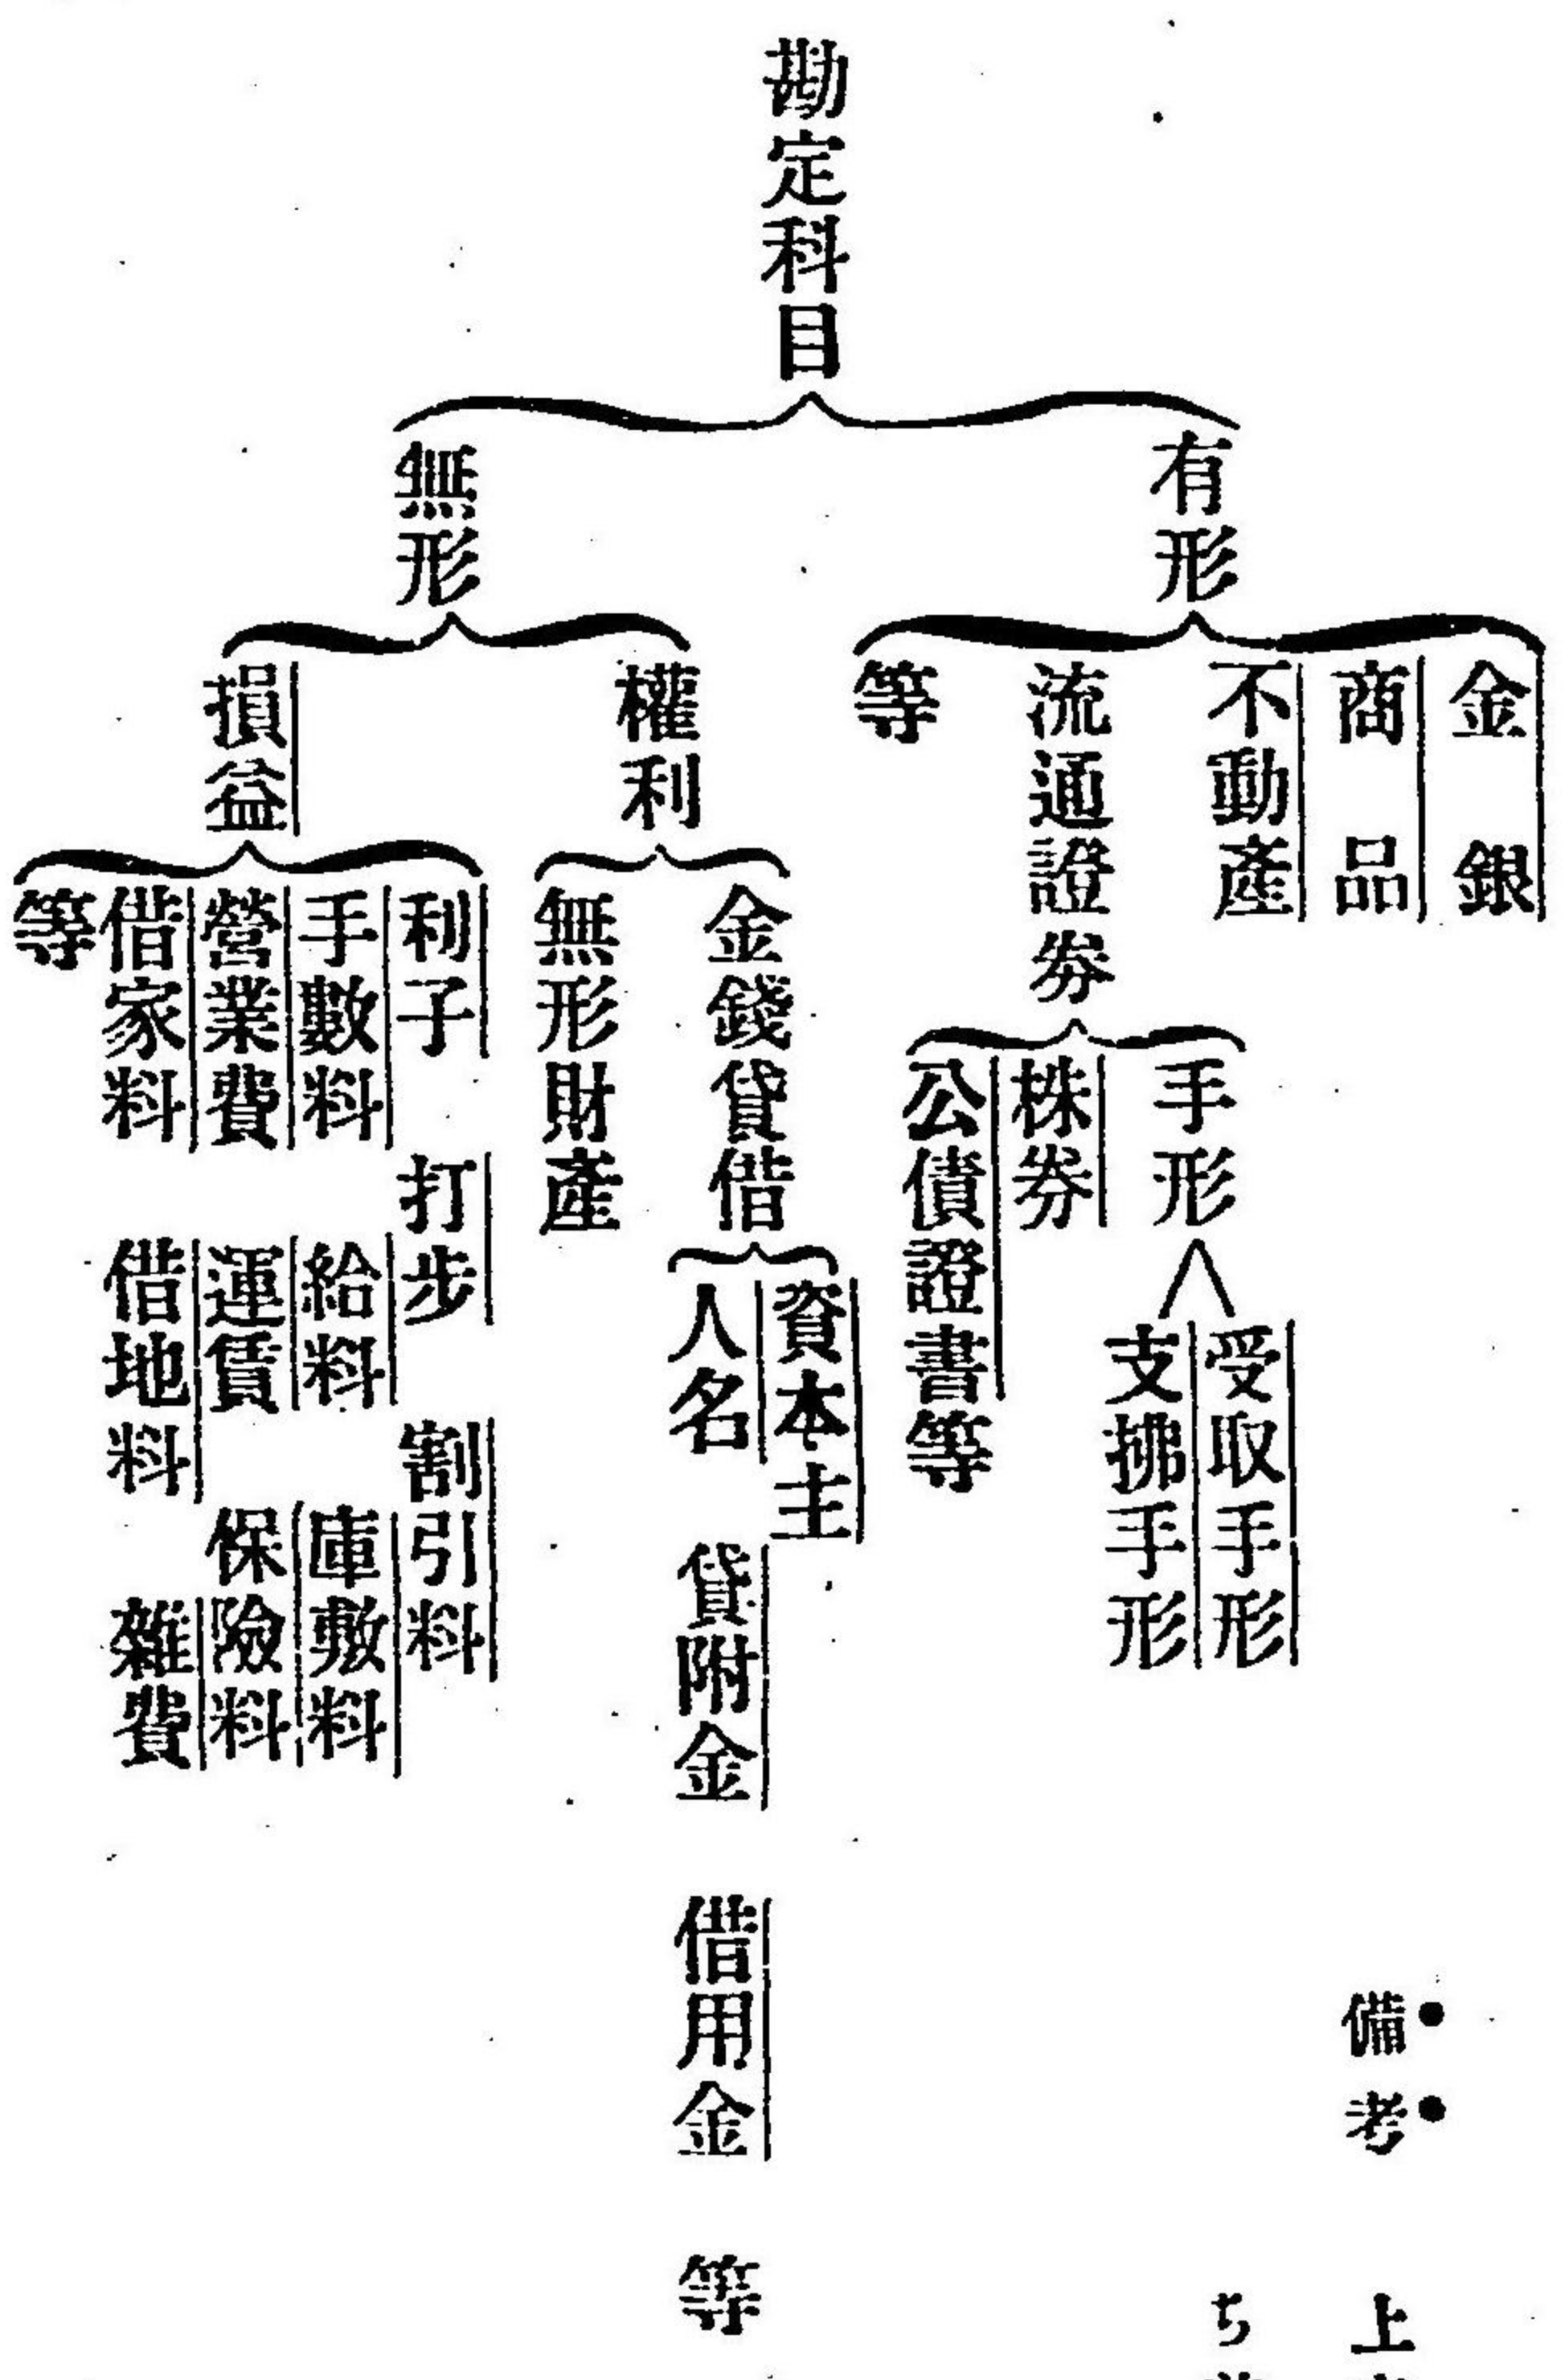 勘定科目
有形
金銀
商品
不動產
流通證券
手形
受取手形
支拂手形
株券
公債證書等
等
無形
權利
金錢貸借
資本主
人名 貸附金 借用金 等
無形財產
損益
利子 打步 割引料
手數料 給料 庫敷料
營業費 運賃 保險料
借家料 借地料 雜費
等
備考 上
ち